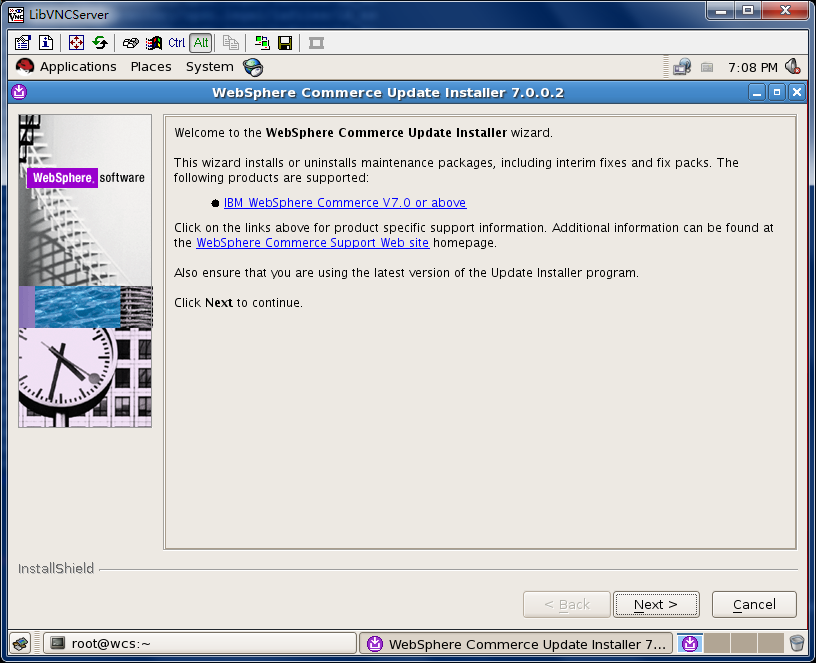 LibVNCServer
Ctrl Alt
Applications Places System 7:08 PM
WebSphere Commerce Update Installer 7.0.0.2
WebSphere. software
Welcome to the WebSphere Commerce Update Installer wizard.
This wizard installs or uninstalls maintenance packages, including interim fixes and fix packs. The
following products are supported:
● IBM WebSphere Commerce V7.0 or above
Click on the links above for product specific support information. Additional information can be found at
the WebSphere Commerce Support Web site homepage.
Also ensure that you are using the latest version of the Update Installer program.
Click Next to continue.
InstallShield
< Back Next > Cancel
root@wcs:~ WebSphere Commerce Update Installer 7...